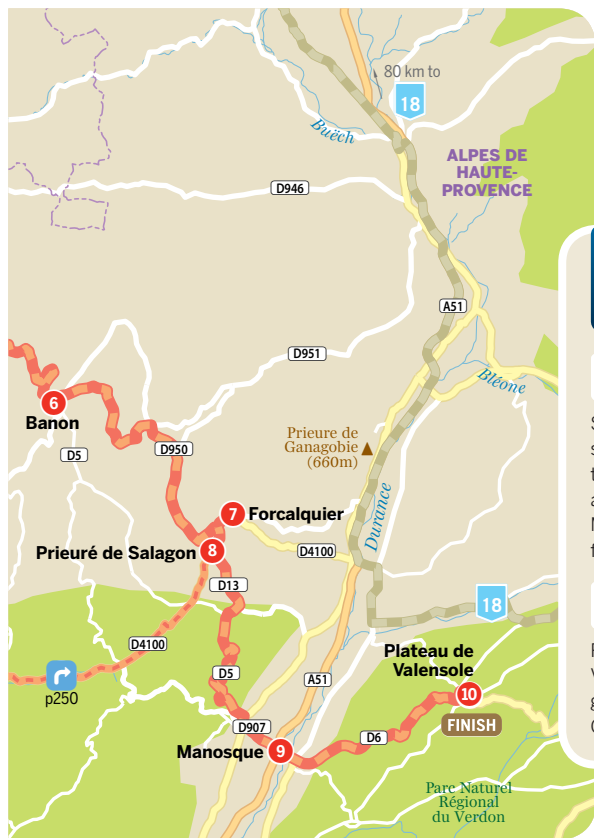 80 km to
18
Buëch
ALPES DE
HAUTE-
PROVENCE
D946
A51
D951
Bléone
6
Banon
D5
D950
Prieure de
Ganagobie
(660m)
Durance
7
Forcalquier
Prieuré de Salagon
8
D4100
D13
18
D4100
Plateau de
Valensole
p250
D5
A51
10
FINISH
D907
D6
Manosque
9
Parc Naturel
Régional
du Verdon